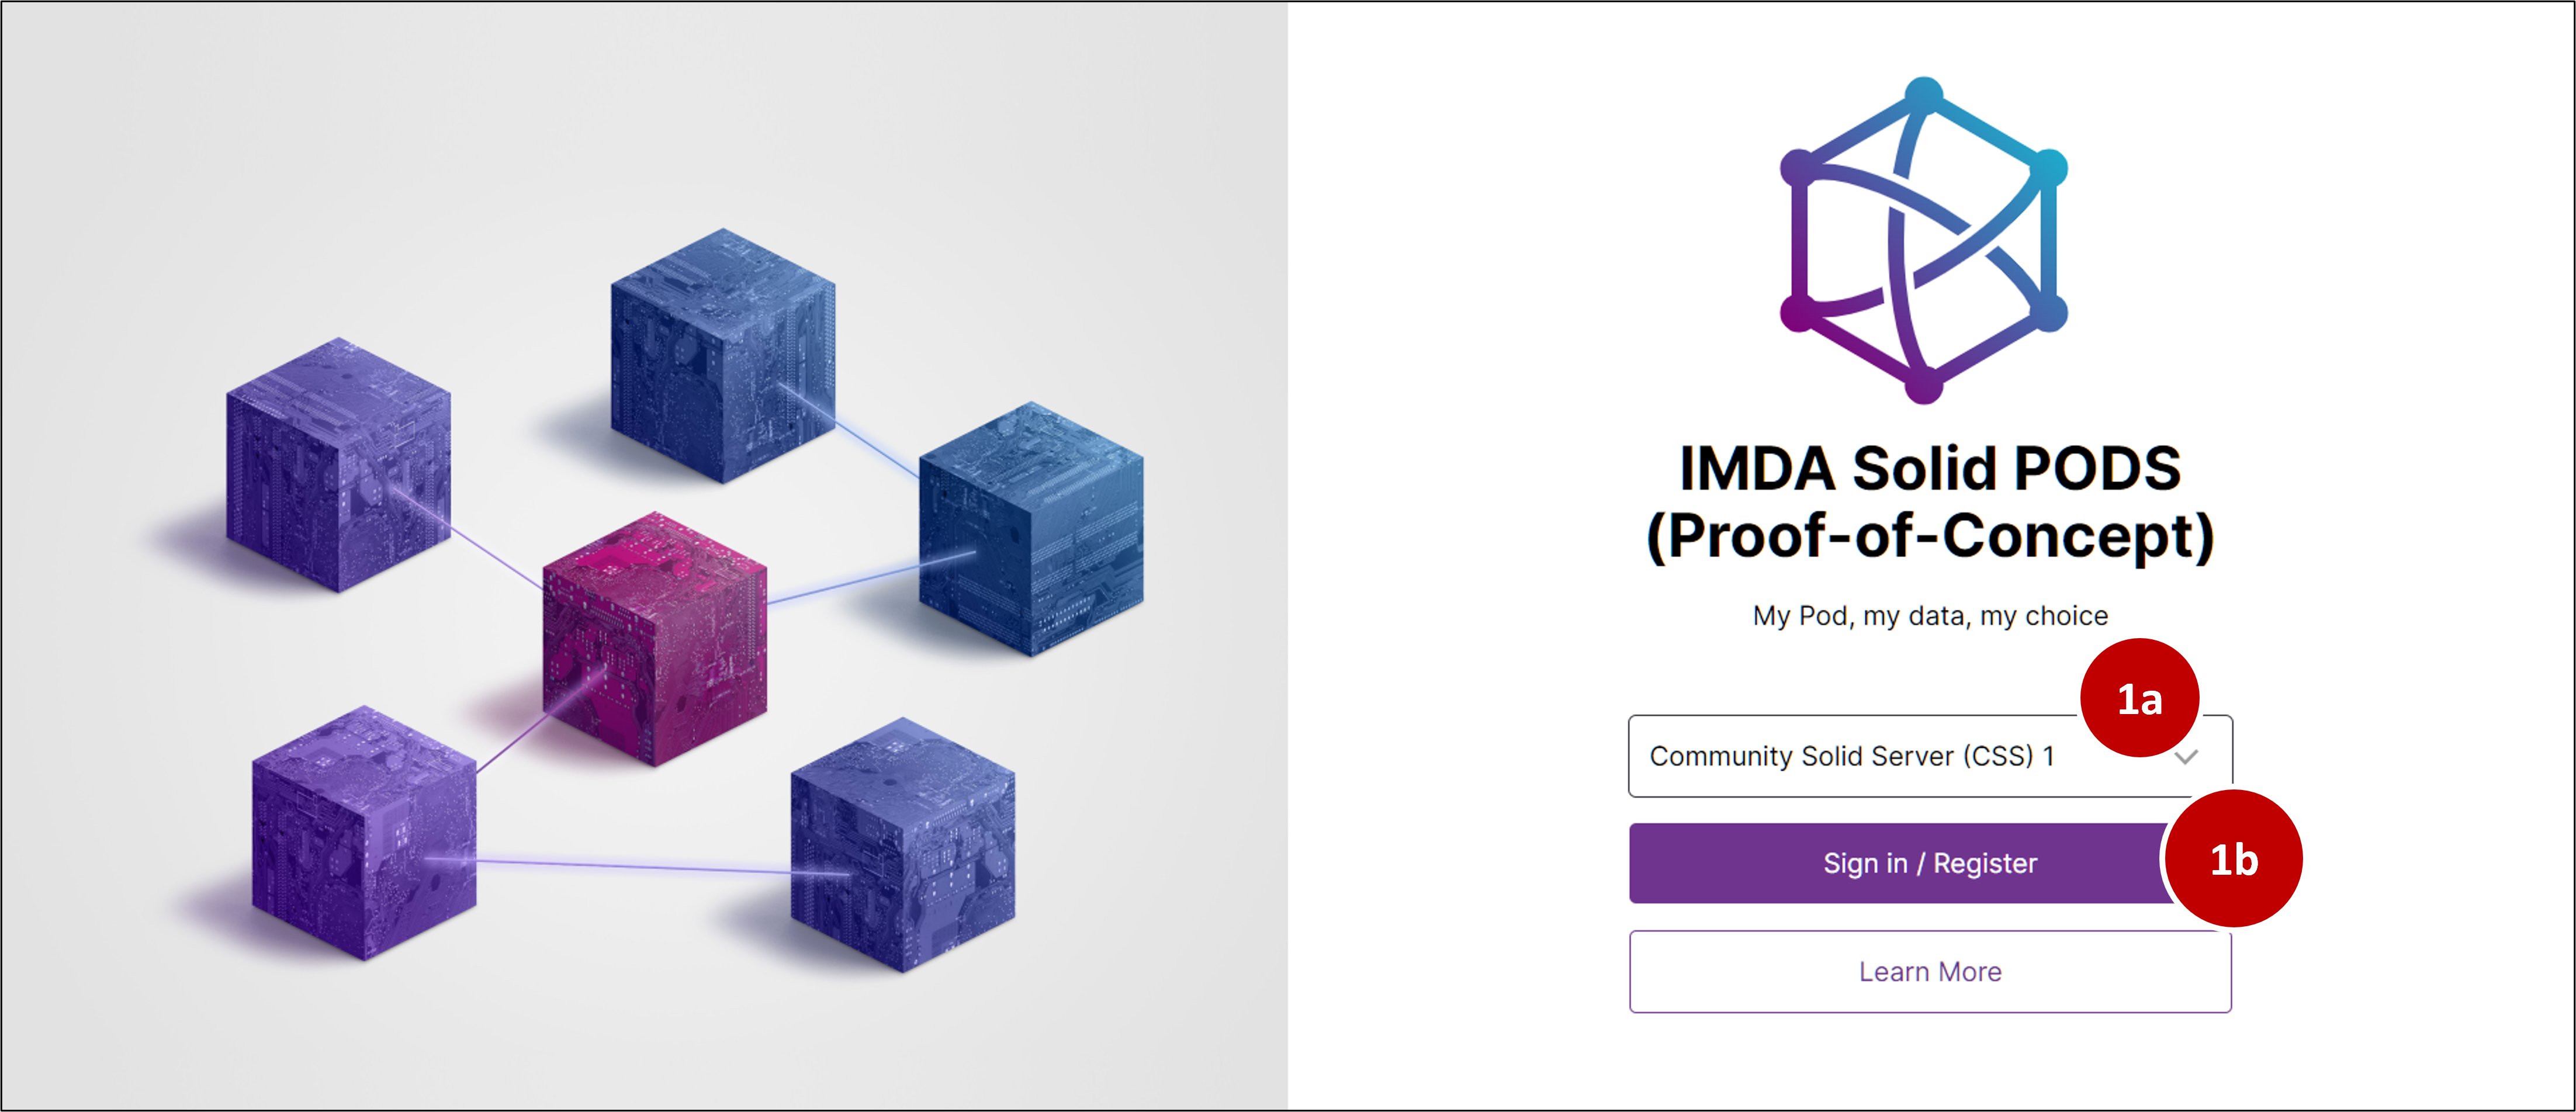 IMDA Solid PODS
(Proof-of-Concept)
My Pod, my data, my choice
1a
Community Solid Server (CSS) 1
Sign in / Register
1b
Learn More